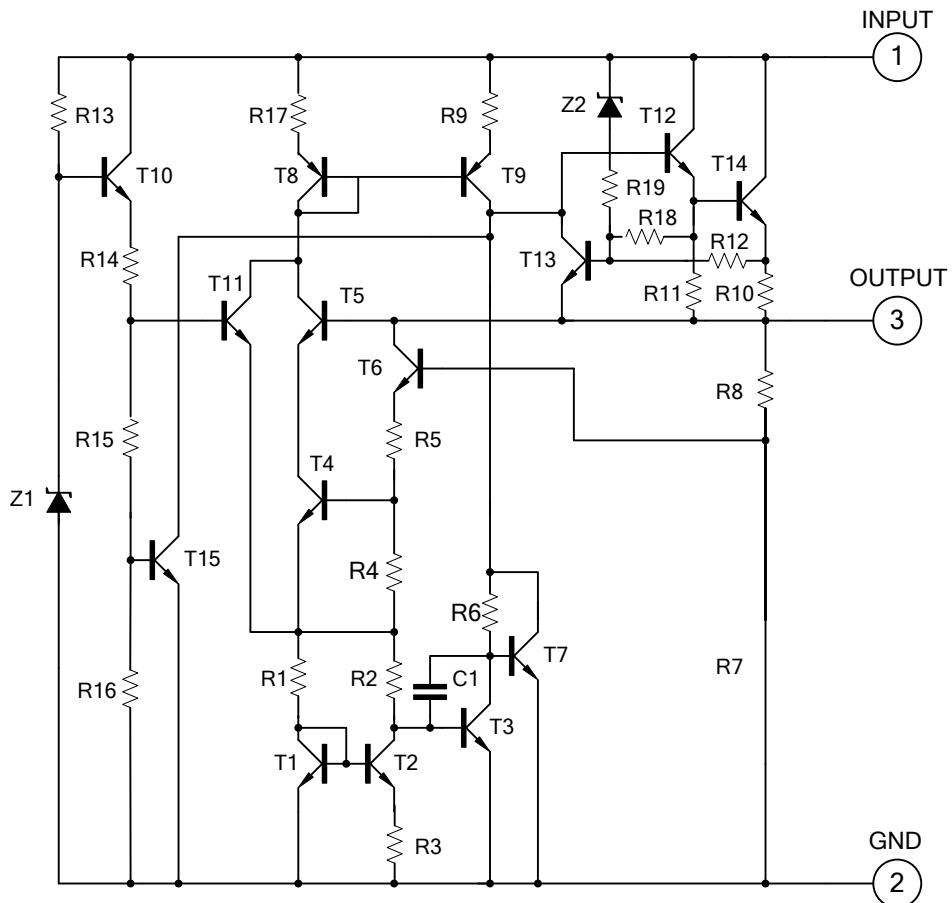 INPUT
1
R13
R17
R9
Z2
T12
T10
T8
T9
T14
R19
R18
R12
R14
T11
T13
T5
R11
R10
OUTPUT
3
T6
R8
R15
R5
T4
Z1
T15
R4
R6
T7
R1
R2
C1
R7
R16
T3
T1
T2
R3
GND
2